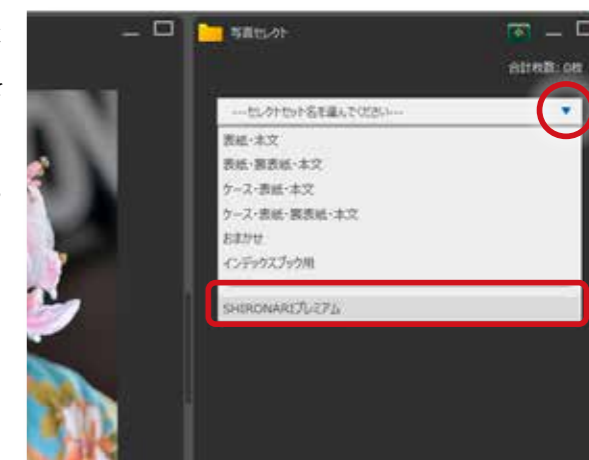 写真セレクト
合計枚数: 0枚
---セレクトセット名を選んでください---
表紙・本文
表紙・裏表紙・本文
ケース・表紙・本文
ケース・表紙・裏表紙・本文
おまかせ
インデックスブック用
SHIRONARIプレミアム